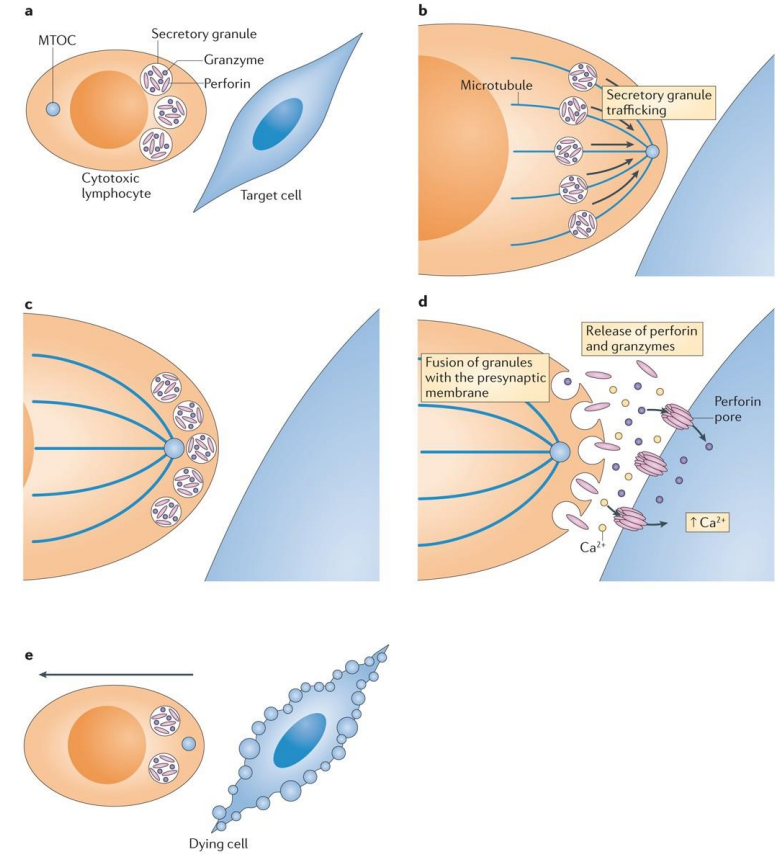 a
MTOC
Secretory granule
Granzyme
Perforin
Cytotoxic
lymphocyte
Target cell
b
Microtubule
Secretory granule
trafficking
c
d
Release of perforin
and granzymes
Fusion of granules
with the presynaptic
membrane
Perforin
pore
↑ Ca²⁺
Ca²⁺
e
Dying cell